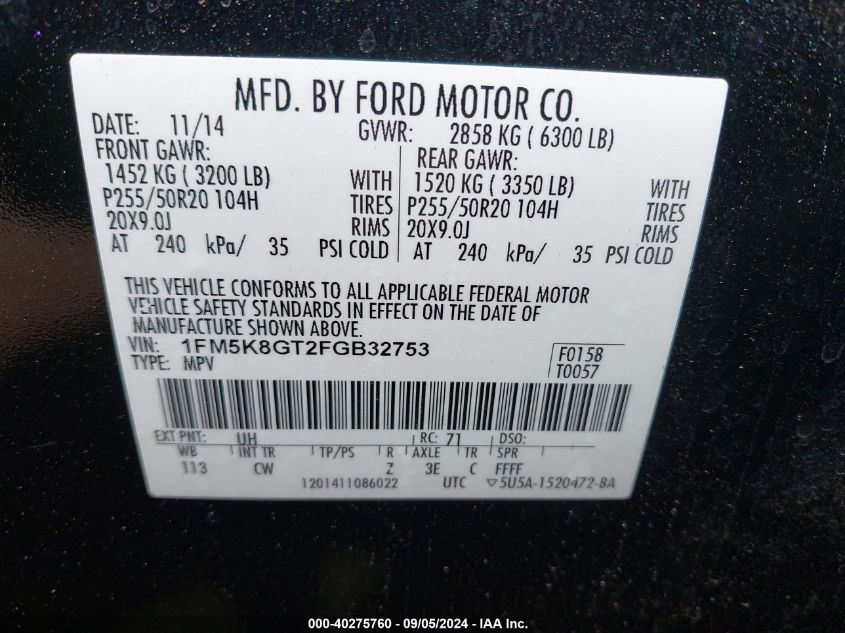 MFD. BY FORD MOTOR CO.
DATE: 11/14 GVWR: 2858 KG ( 6300 LB)
FRONT GAWR: REAR GAWR:
1452 KG ( 3200 LB) WITH 1520 KG ( 3350 LB) WITH
P255/50R20 104H TIRES P255/50R20 104H TIRES
20X9.0J RIMS 20X9.0J RIMS
AT 240 kPa/ 35 PSI COLD AT 240 kPa/ 35 PSI COLD
THIS VEHICLE CONFORMS TO ALL APPLICABLE FEDERAL MOTOR
VEHICLE SAFETY STANDARDS IN EFFECT ON THE DATE OF
MANUFACTURE SHOWN ABOVE.
VIN: 1FM5K8GT2FGB32753 F0158
TYPE: MPV T0057
EXT PNT: UH RC: 71 DSO:
WB INT TR TP/PS R AXLE TR SPR
113 CW Z 3E C FFFF
1201411086022 UTC ▽5U5A-1520472-BA
000-40275760 - 09/05/2024 - IAA Inc.